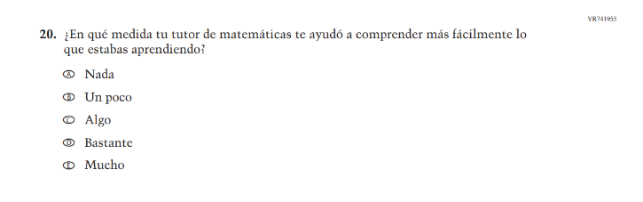 VR741955
20. ¿En qué medida tu tutor de matemáticas te ayudó a comprender más fácilmente lo
que estabas aprendiendo?
A Nada
B Un poco
C Algo
D Bastante
E Mucho